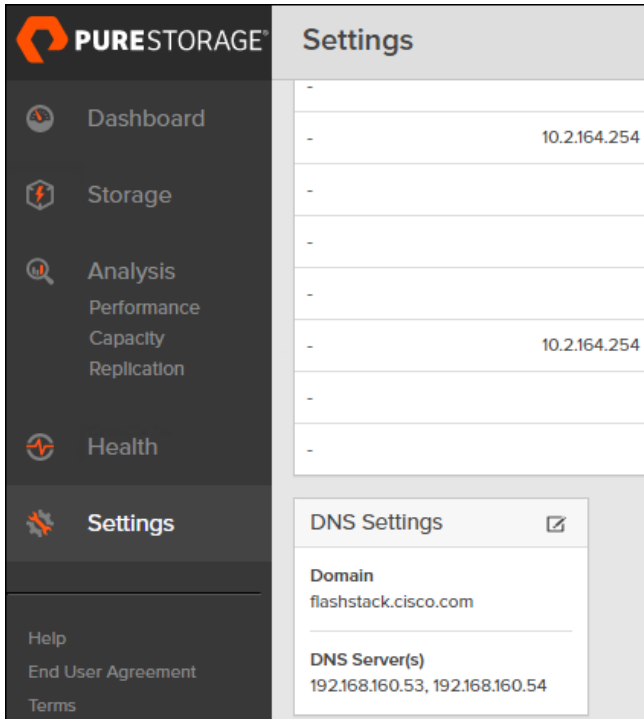 PURESTORAGE®
Dashboard
Storage
Analysis
Performance
Capacity
Replication
Health
Settings
Help
End User Agreement
Terms
Settings
-
- 10.2.164.254
-
-
-
- 10.2.164.254
-
-
DNS Settings
Domain
flashstack.cisco.com
DNS Server(s)
192.168.160.53, 192.168.160.54